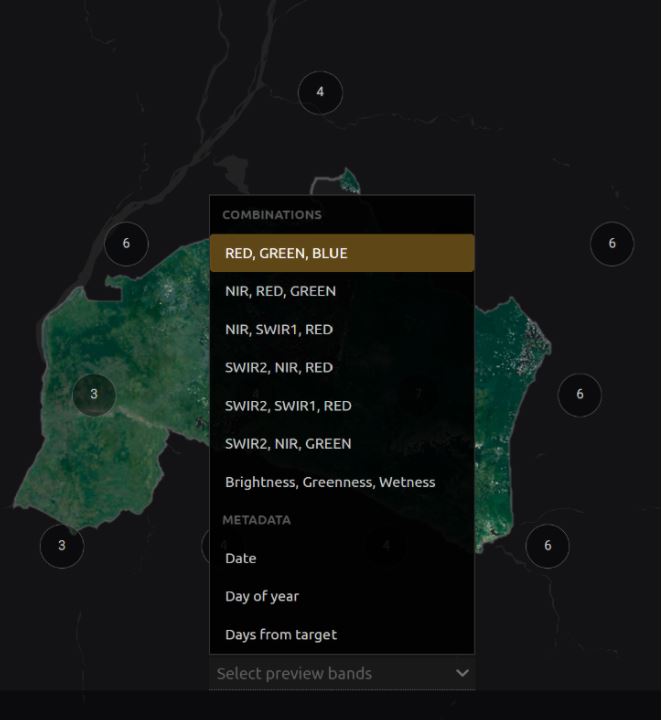 4
COMBINATIONS
6
RED, GREEN, BLUE
6
NIR, RED, GREEN
NIR, SWIR1, RED
SWIR2, NIR, RED
3
7
6
SWIR2, SWIR1, RED
SWIR2, NIR, GREEN
Brightness, Greenness, Wetness
METADATA
3
4
4
6
Date
Day of year
Days from target
Select preview bands